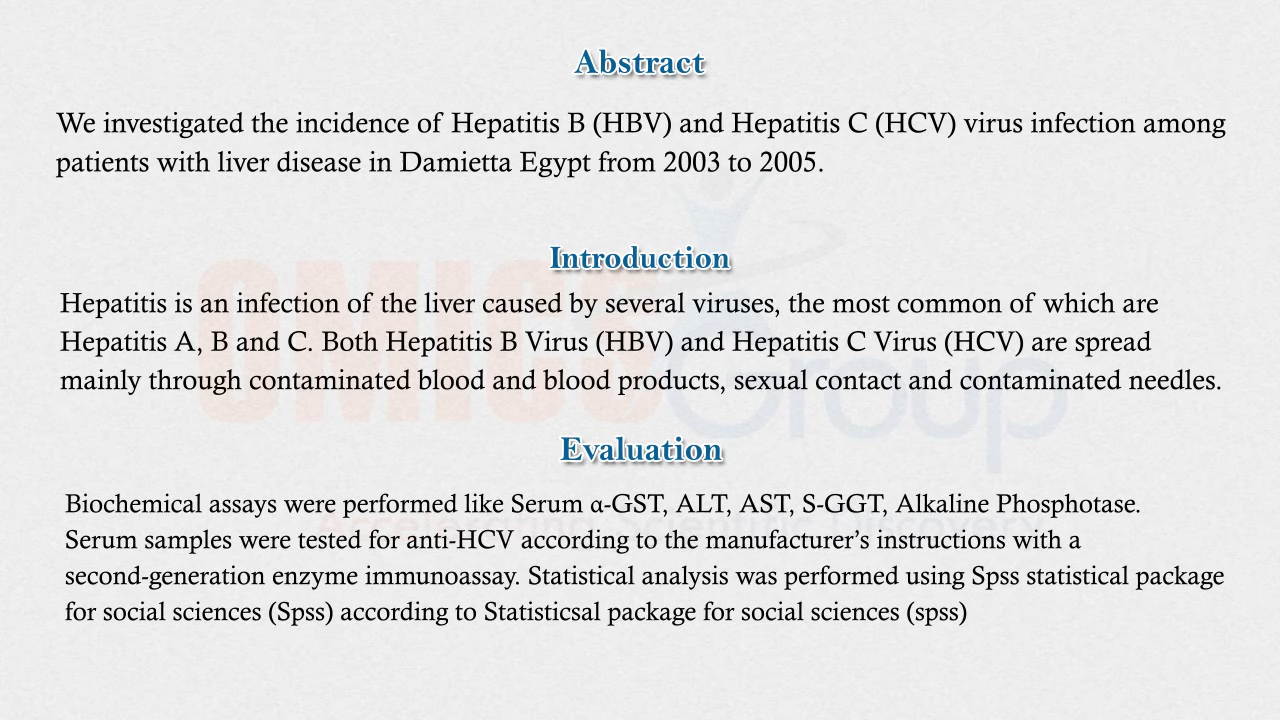 Abstract
We investigated the incidence of Hepatitis B (HBV) and Hepatitis C (HCV) virus infection among
patients with liver disease in Damietta Egypt from 2003 to 2005.
Introduction
Hepatitis is an infection of the liver caused by several viruses, the most common of which are
Hepatitis A, B and C. Both Hepatitis B Virus (HBV) and Hepatitis C Virus (HCV) are spread
mainly through contaminated blood and blood products, sexual contact and contaminated needles.
OMICS Group
Evaluation
Biochemical assays were performed like Serum α-GST, ALT, AST, S-GGT, Alkaline Phosphotase.
Accelerating Scientific Discovery
Serum samples were tested for anti-HCV according to the manufacturer’s instructions with a
second-generation enzyme immunoassay. Statistical analysis was performed using Spss statistical package
for social sciences (Spss) according to Statisticsal package for social sciences (spss)